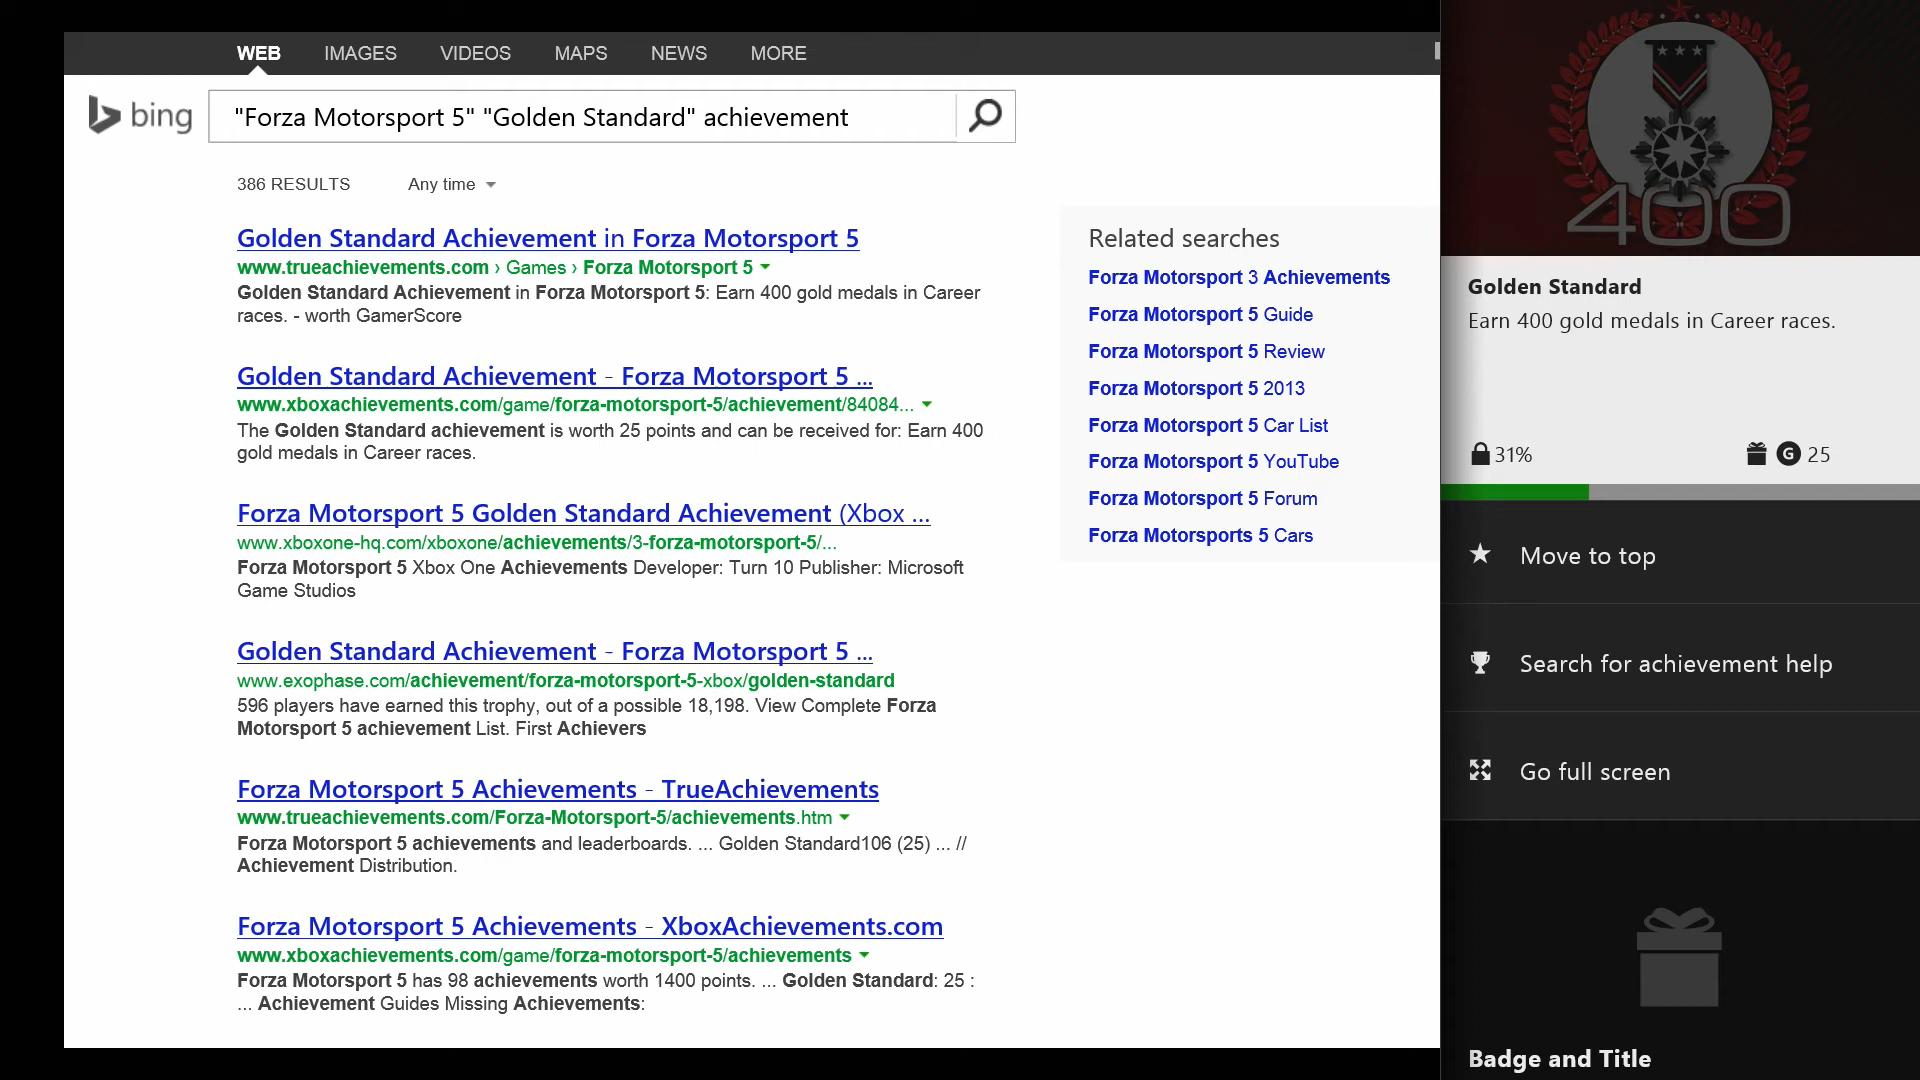 WEB IMAGES VIDEOS MAPS NEWS MORE
bing
"Forza Motorsport 5" "Golden Standard" achievement
386 RESULTS Any time
Golden Standard Achievement in Forza Motorsport 5
www.trueachievements.com › Games › Forza Motorsport 5
Golden Standard Achievement in Forza Motorsport 5: Earn 400 gold medals in Career
races. - worth GamerScore
Golden Standard Achievement - Forza Motorsport 5 ...
www.xboxachievements.com/game/forza-motorsport-5/achievement/84084...
The Golden Standard achievement is worth 25 points and can be received for: Earn 400
gold medals in Career races.
Forza Motorsport 5 Golden Standard Achievement (Xbox ...
www.xboxone-hq.com/xboxone/achievements/3-forza-motorsport-5/...
Forza Motorsport 5 Xbox One Achievements Developer: Turn 10 Publisher: Microsoft
Game Studios
Golden Standard Achievement - Forza Motorsport 5 ...
www.exophase.com/achievement/forza-motorsport-5-xbox/golden-standard
596 players have earned this trophy, out of a possible 18,198. View Complete Forza
Motorsport 5 achievement List. First Achievers
Forza Motorsport 5 Achievements - TrueAchievements
www.trueachievements.com/Forza-Motorsport-5/achievements.htm
Forza Motorsport 5 achievements and leaderboards. ... Golden Standard106 (25) ... //
Achievement Distribution.
Forza Motorsport 5 Achievements - XboxAchievements.com
www.xboxachievements.com/game/forza-motorsport-5/achievements
Forza Motorsport 5 has 98 achievements worth 1400 points. ... Golden Standard: 25 :
... Achievement Guides Missing Achievements:
Related searches
Forza Motorsport 3 Achievements
Forza Motorsport 5 Guide
Forza Motorsport 5 Review
Forza Motorsport 5 2013
Forza Motorsport 5 Car List
Forza Motorsport 5 YouTube
Forza Motorsport 5 Forum
Forza Motorsports 5 Cars
400
Golden Standard
Earn 400 gold medals in Career races.
31% G 25
Move to top
Search for achievement help
Go full screen
Badge and Title